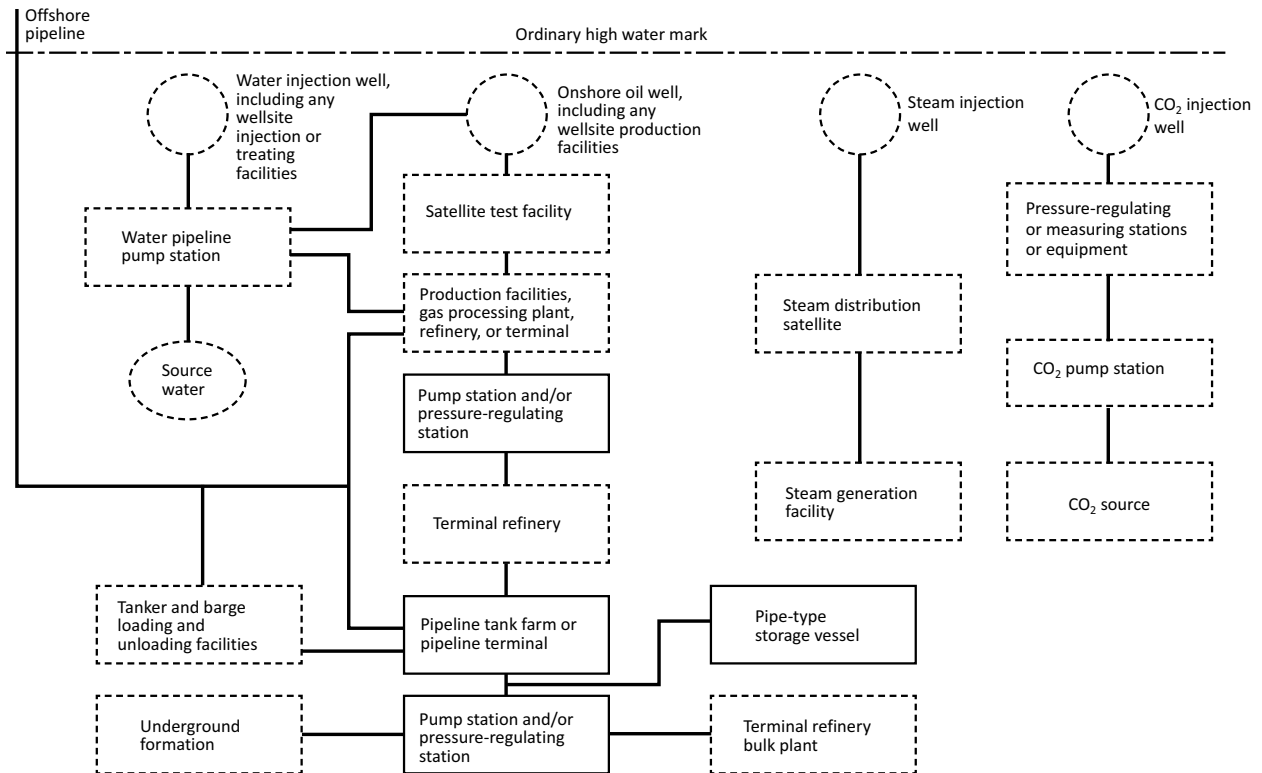 Offshore
pipeline
Ordinary high water mark
Water injection well,
including any
wellsite
injection or
treating
facilities
Onshore oil well,
including any
wellsite production
facilities
Steam injection
well
CO₂ injection
well
Water pipeline
pump station
Satellite test facility
Pressure-regulating
or measuring stations
or equipment
Production facilities,
gas processing plant,
refinery, or terminal
Steam distribution
satellite
Source
water
CO₂ pump station
Pump station and/or
pressure-regulating
station
Terminal refinery
Steam generation
facility
CO₂ source
Tanker and barge
loading and
unloading facilities
Pipeline tank farm or
pipeline terminal
Pipe-type
storage vessel
Underground
formation
Pump station and/or
pressure-regulating
station
Terminal refinery
bulk plant